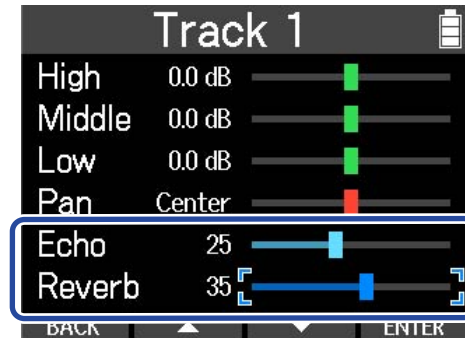 Track 1
High 0.0 dB
Middle 0.0 dB
Low 0.0 dB
Pan Center
Echo 25
Reverb 35
BACK ENTER